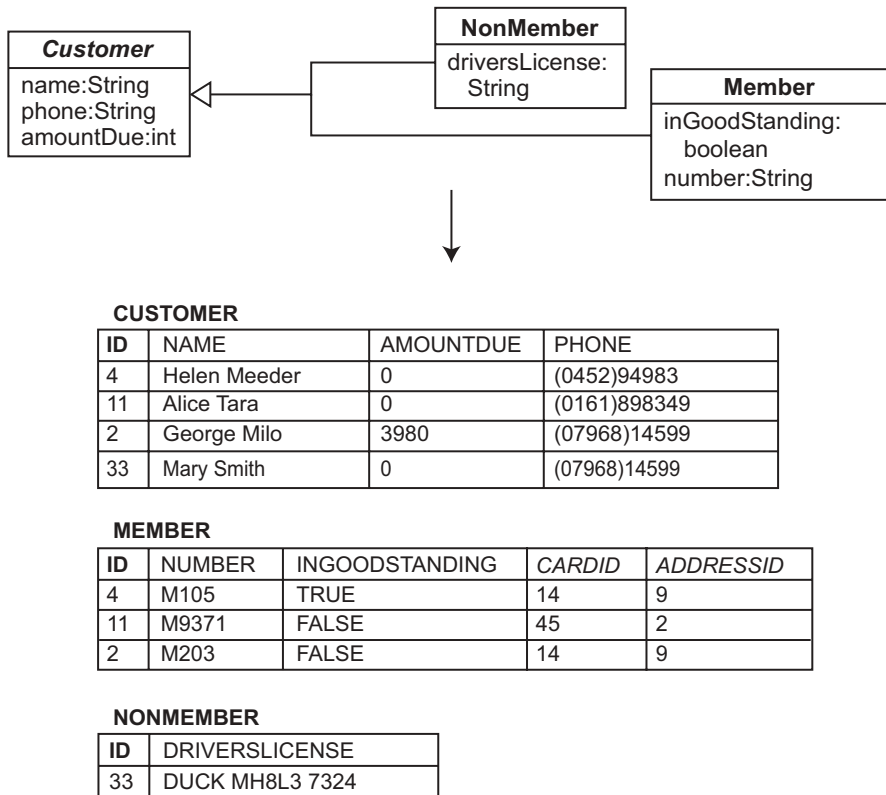 Customer
name:String
phone:String
amountDue:int
NonMember
driversLicense:
String
Member
inGoodStanding:
boolean
number:String
CUSTOMER
ID NAME AMOUNTDUE PHONE
4 Helen Meeder 0 (0452)94983
11 Alice Tara 0 (0161)898349
2 George Milo 3980 (07968)14599
33 Mary Smith 0 (07968)14599
MEMBER
ID NUMBER INGOODSTANDING CARDID ADDRESSID
4 M105 TRUE 14 9
11 M9371 FALSE 45 2
2 M203 FALSE 14 9
NONMEMBER
ID DRIVERSLICENSE
33 DUCK MH8L3 7324